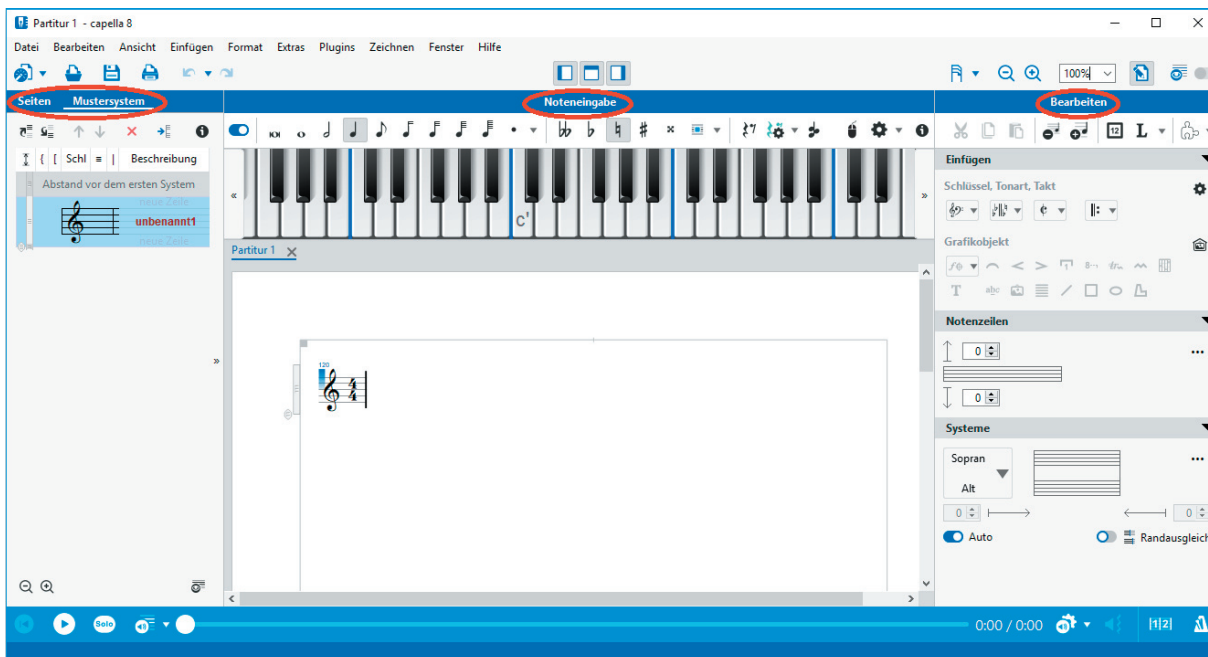 Partitur 1 - capella 8
Datei Bearbeiten Ansicht Einfügen Format Extras Plugins Zeichnen Fenster Hilfe
100%
Seiten Mustersystem
Noteneingabe
Bearbeiten
Schl Beschreibung
Abstand vor dem ersten System
neue Zeile
unbenannt1
neue Zeile
c'
Partitur 1
120
4
4
12 L
Einfügen
Schlüssel, Tonart, Takt
Grafikobjekt
T abc
Notenzeilen
0
0
Systeme
Sopran
Alt
0 0
Auto Randausgleich
Solo 0:00 / 0:00 |1|2|